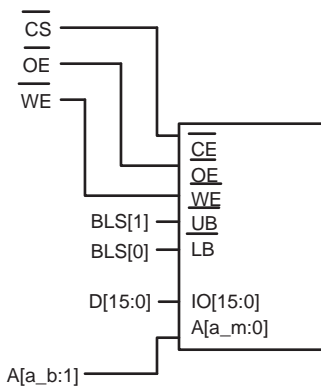 CS
OE
WE
CE
OE
WE
BLS[1] UB
BLS[0] LB
D[15:0] IO[15:0]
A[a_m:0]
A[a_b:1]